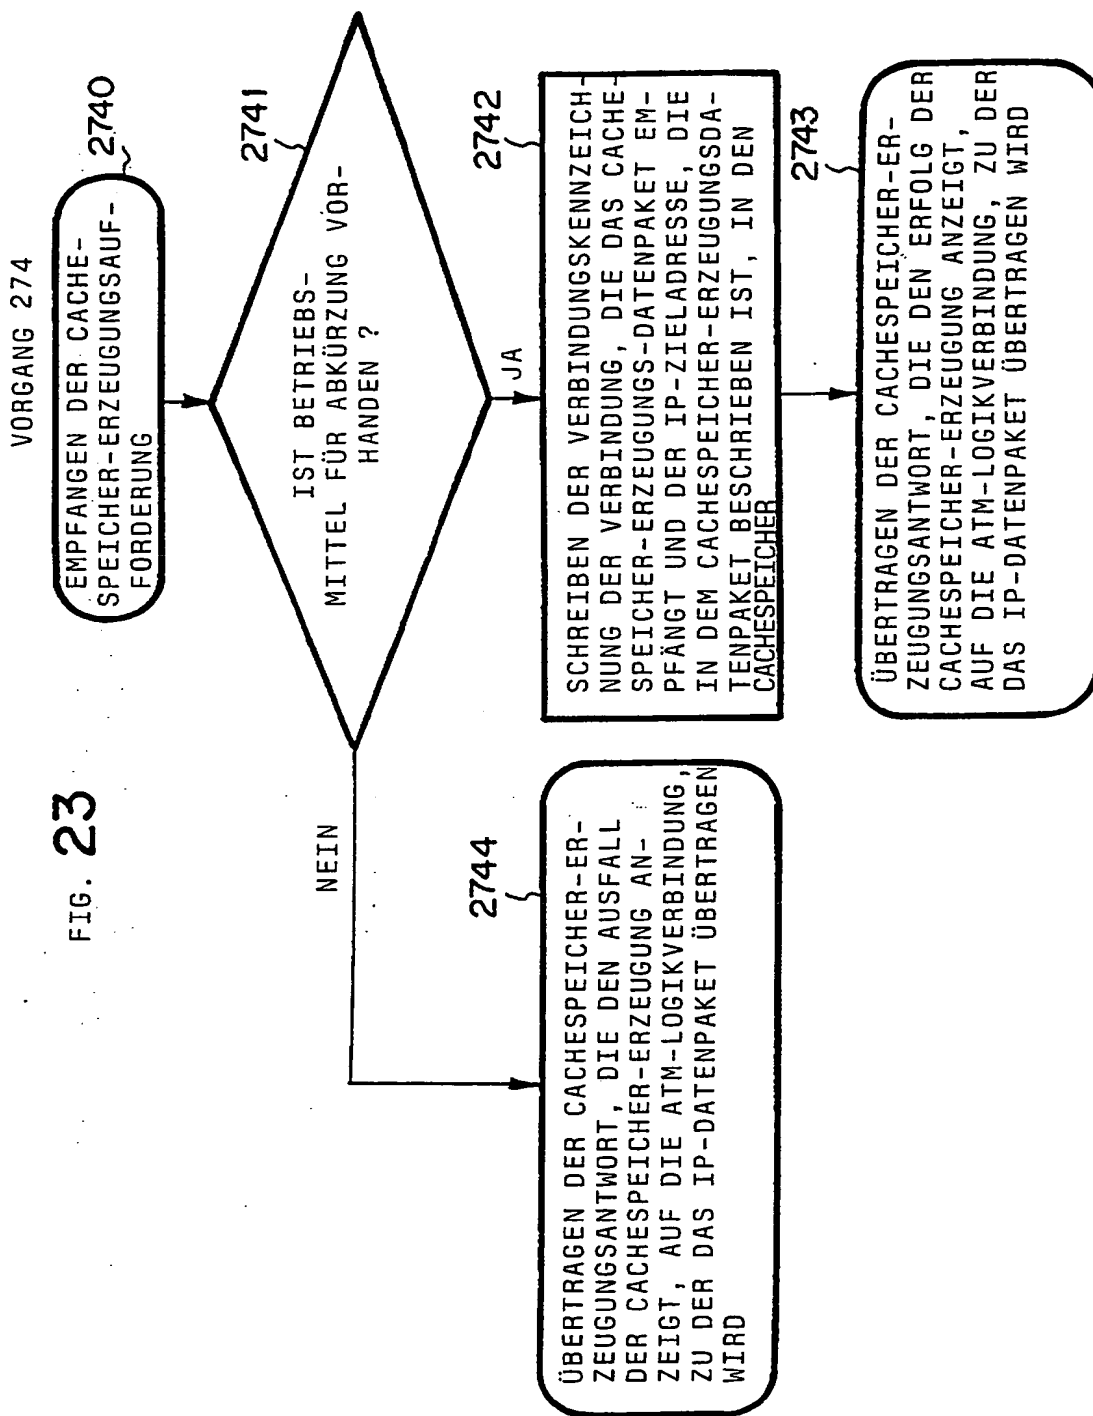 FIG. 23
VORGANG 274
EMPFANGEN DER CACHE-
SPEICHER-ERZEUGUNGSAUF-
FORDERUNG
2740
IST BETRIEBS-
MITTEL FÜR ABKÜRZUNG VOR-
HANDEN ?
2741
JA
NEIN
SCHREIBEN DER VERBINDUNGSKENNZEICH-
NUNG DER VERBINDUNG, DIE DAS CACHE-
SPEICHER-ERZEUGUNGS-DATENPAKET EM-
PFÄNGT UND DER IP-ZIELADRESSE, DIE
IN DEM CACHESPEICHER-ERZEUGUNGSDA-
TENPAKET BESCHRIEBEN IST, IN DEN
CACHESPEICHER
2742
ÜBERTRAGEN DER CACHESPEICHER-ER-
ZEUGUNGSANTWORT, DIE DEN ERFOLG DER
CACHESPEICHER-ERZEUGUNG ANZEIGT,
AUF DIE ATM-LOGIKVERBINDUNG, ZU DER
DAS IP-DATENPAKET ÜBERTRAGEN WIRD
2743
ÜBERTRAGEN DER CACHESPEICHER-ER-
ZEUGUNGSANTWORT, DIE DEN AUSFALL
DER CACHESPEICHER-ERZEUGUNG AN-
ZEIGT, AUF DIE ATM-LOGIKVERBINDUNG,
ZU DER DAS IP-DATENPAKET ÜBERTRAGEN
WIRD
2744